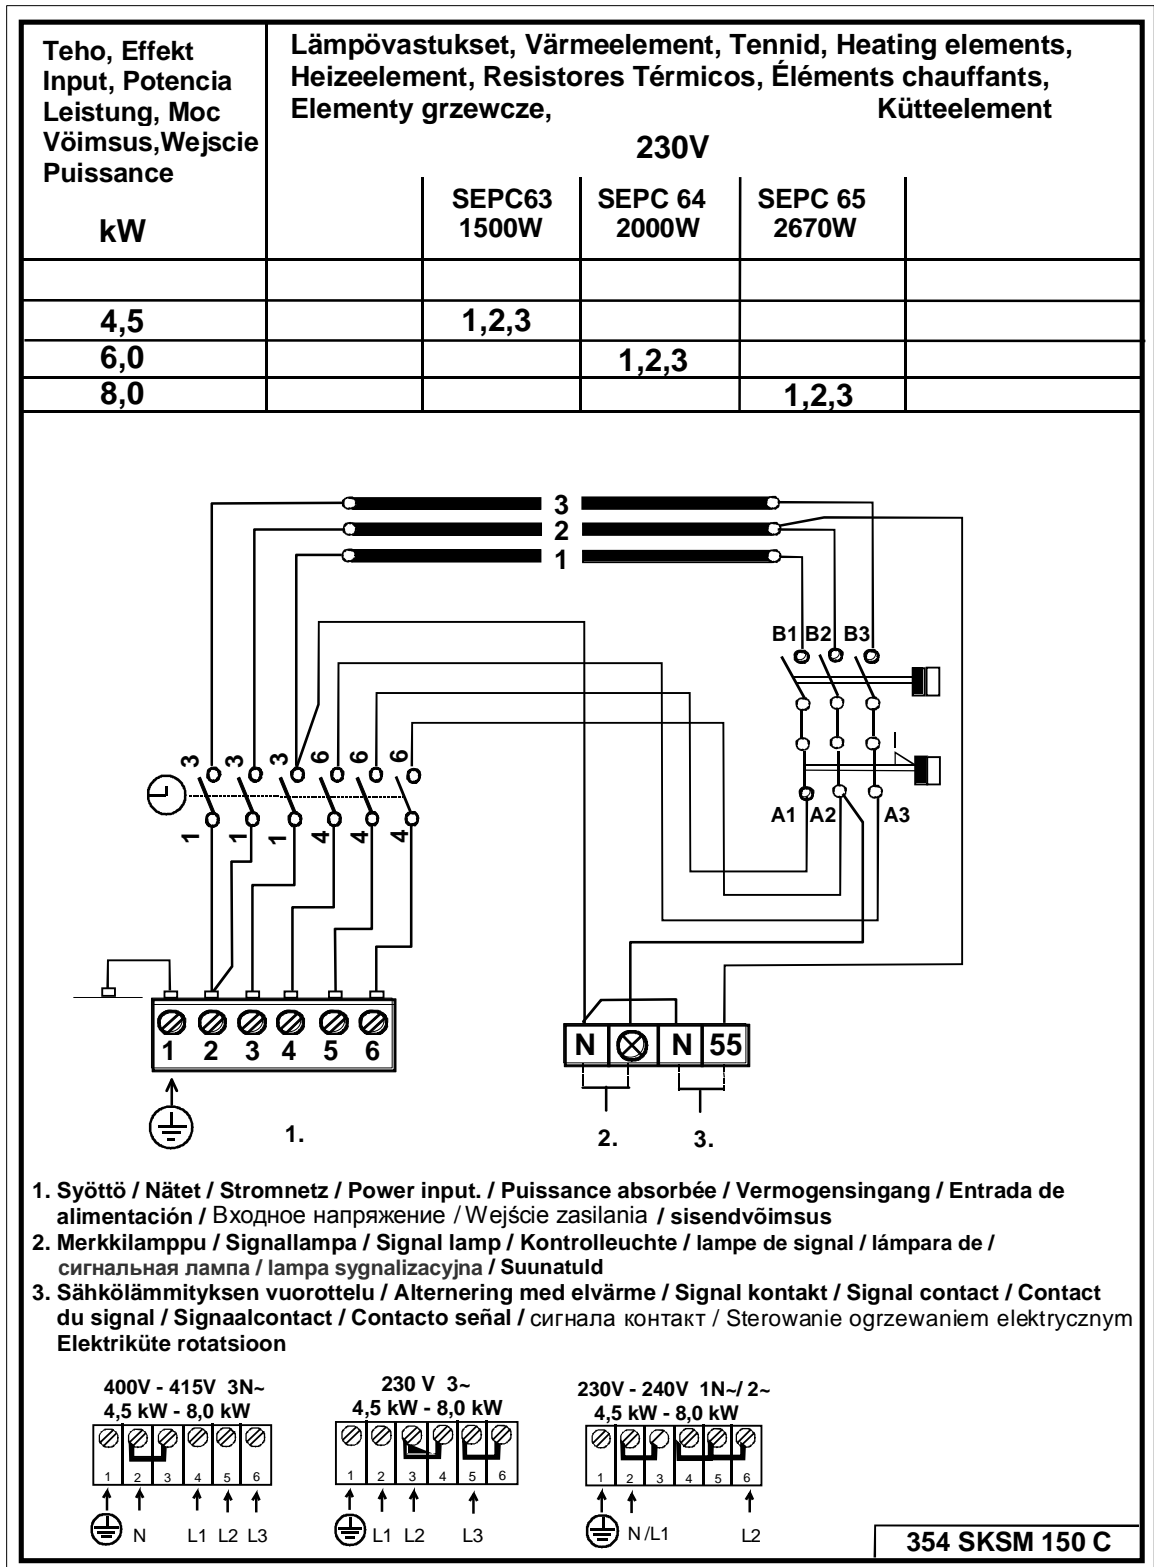 Teho, Effekt
Input, Potencia
Leistung, Moc
Vöimsus,Wejscie
Puissance
kW
Lämpövastukset, Värmeelement, Tennid, Heating elements,
Heizeelement, Resistores Térmicos, Éléments chauffants,
Elementy grzewcze, Kütteelement
230V
SEPC63 SEPC 64 SEPC 65
1500W 2000W 2670W
4,5 1,2,3
6,0 1,2,3
8,0 1,2,3
3
2
1
B1 B2 B3
3 3 3 6 6 6
1 1 1 4 4 4
A1 A2 A3
1 2 3 4 5 6
N N 55
1. 2. 3.
1. Syöttö / Nätet / Stromnetz / Power input. / Puissance absorbée / Vermogensingang / Entrada de
alimentación / Входное напряжение / Wejście zasilania / sisendvõimsus
2. Merkkilamppu / Signallampa / Signal lamp / Kontrolleuchte / lampe de signal / lámpara de /
сигнальная лампа / lampa sygnalizacyjna / Suunatuld
3. Sähkölämmityksen vuorottelu / Alternering med elvärme / Signal kontakt / Signal contact / Contact
du signal / Signaalcontact / Contacto señal / сигнала контакт / Sterowanie ogrzewaniem elektrycznym
Elektriküte rotatsioon
400V - 415V 3N~
4,5 kW - 8,0 kW
1 2 3 4 5 6
N L1 L2 L3
230 V 3~
4,5 kW - 8,0 kW
1 2 3 4 5 6
L1 L2 L3
230V - 240V 1N~/ 2~
4,5 kW - 8,0 kW
1 2 3 4 5 6
N /L1 L2
354 SKSM 150 C